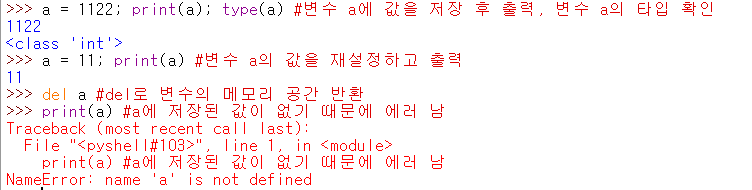 >>> a = 1122; print(a); type(a) #변수 a에 값을 저장 후 출력, 변수 a의 타입 확인
1122
<class 'int'>
>>> a = 11; print(a) #변수 a의 값을 재설정하고 출력
11
>>> del a #del로 변수의 메모리 공간 반환
>>> print(a) #a에 저장된 값이 없기 때문에 에러 남
Traceback (most recent call last):
  File "<pyshell#103>", line 1, in <module>
    print(a) #a에 저장된 값이 없기 때문에 에러 남
NameError: name 'a' is not defined